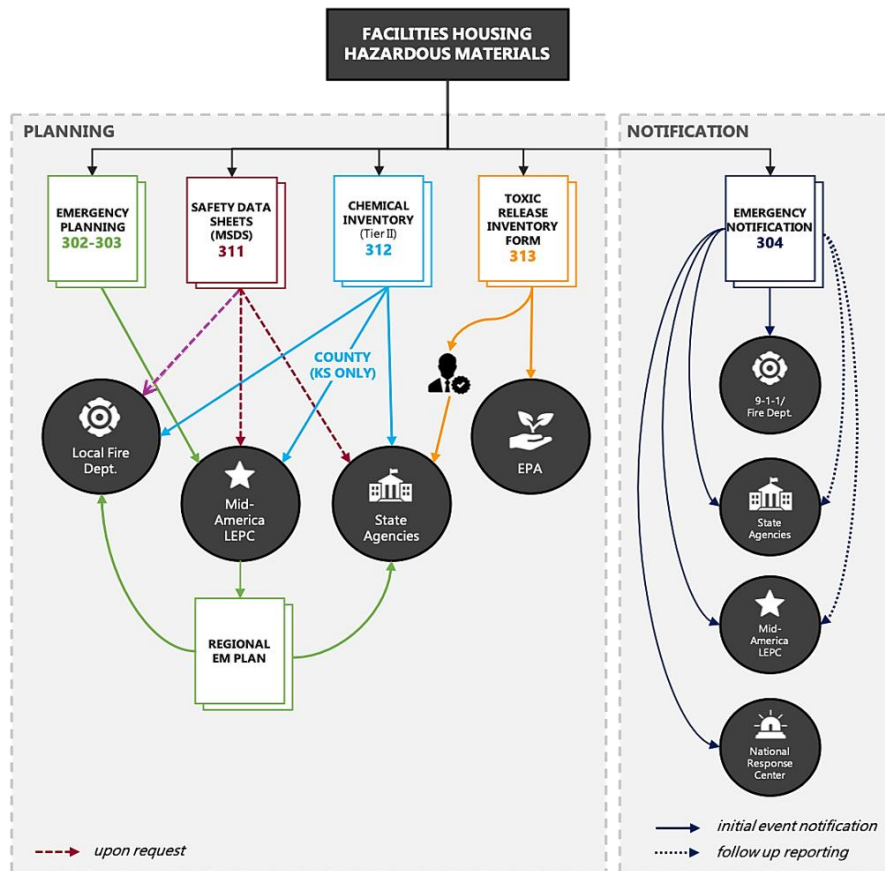 FACILITIES HOUSING
HAZARDOUS MATERIALS
PLANNING
EMERGENCY
PLANNING
302-303
SAFETY DATA
SHEETS
(MSDS)
311
CHEMICAL
INVENTORY
(Tier II)
312
TOXIC
RELEASE
INVENTORY
FORM
313
COUNTY
(KS ONLY)
Local Fire
Dept.
Mid-
America
LEPC
State
Agencies
EPA
REGIONAL
EM PLAN
upon request
NOTIFICATION
EMERGENCY
NOTIFICATION
304
9-1-1/
Fire Dept.
State
Agencies
Mid-
America
LEPC
National
Response
Center
initial event notification
follow up reporting